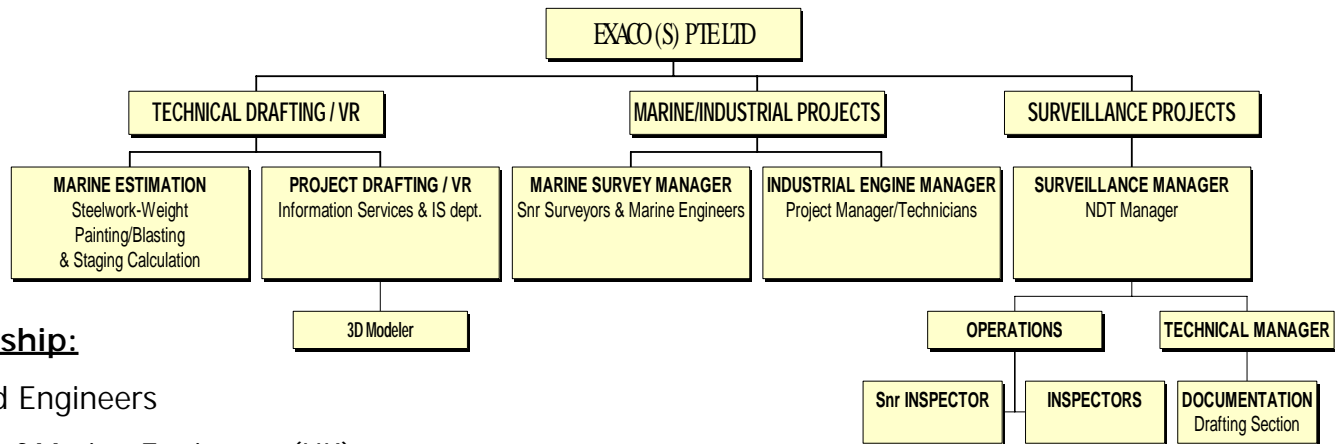 EXACO (S) PTE LTD
TECHNICAL DRAFTING / VR
MARINE/INDUSTRIAL PROJECTS
SURVEILLANCE PROJECTS
MARINE ESTIMATION
Steelwork-Weight
Painting/Blasting
& Staging Calculation
PROJECT DRAFTING / VR
Information Services & IS dept.
MARINE SURVEY MANAGER
Snr Surveyors & Marine Engineers
INDUSTRIAL ENGINE MANAGER
Project Manager/Technicians
SURVEILLANCE MANAGER
NDT Manager
3D Modeler
OPERATIONS
TECHNICAL MANAGER
Snr INSPECTOR
INSPECTORS
DOCUMENTATION
Drafting Section
ship:
d Engineers